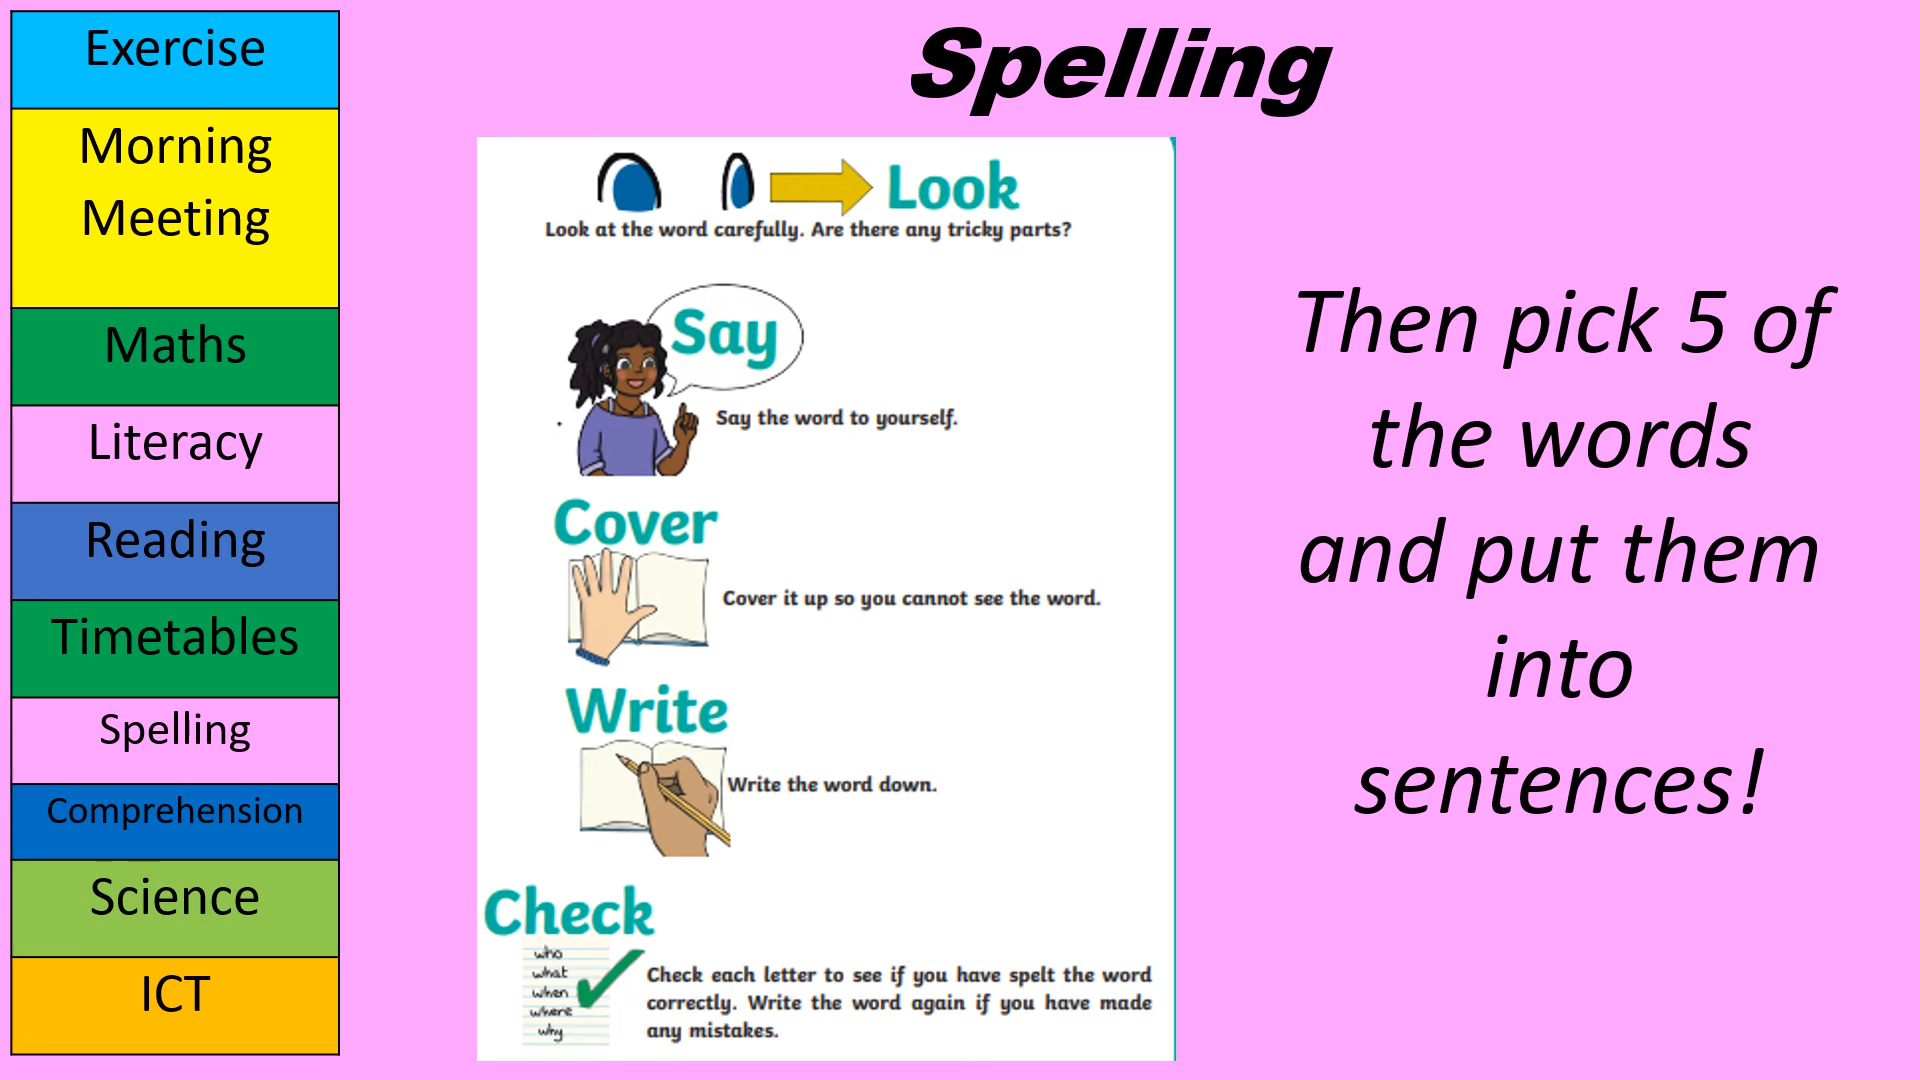 Exercise
Morning
Meeting
Maths
Literacy
Reading
Timetables
Spelling
Comprehension
Science
ICT
Spelling
Look
Look at the word carefully. Are there any tricky parts?
Say
Say the word to yourself.
Cover
Cover it up so you cannot see the word.
Write
Write the word down.
Check
who
what
when
where
why
Check each letter to see if you have spelt the word
correctly. Write the word again if you have made
any mistakes.
Then pick 5 of
the words
and put them
into
sentences!